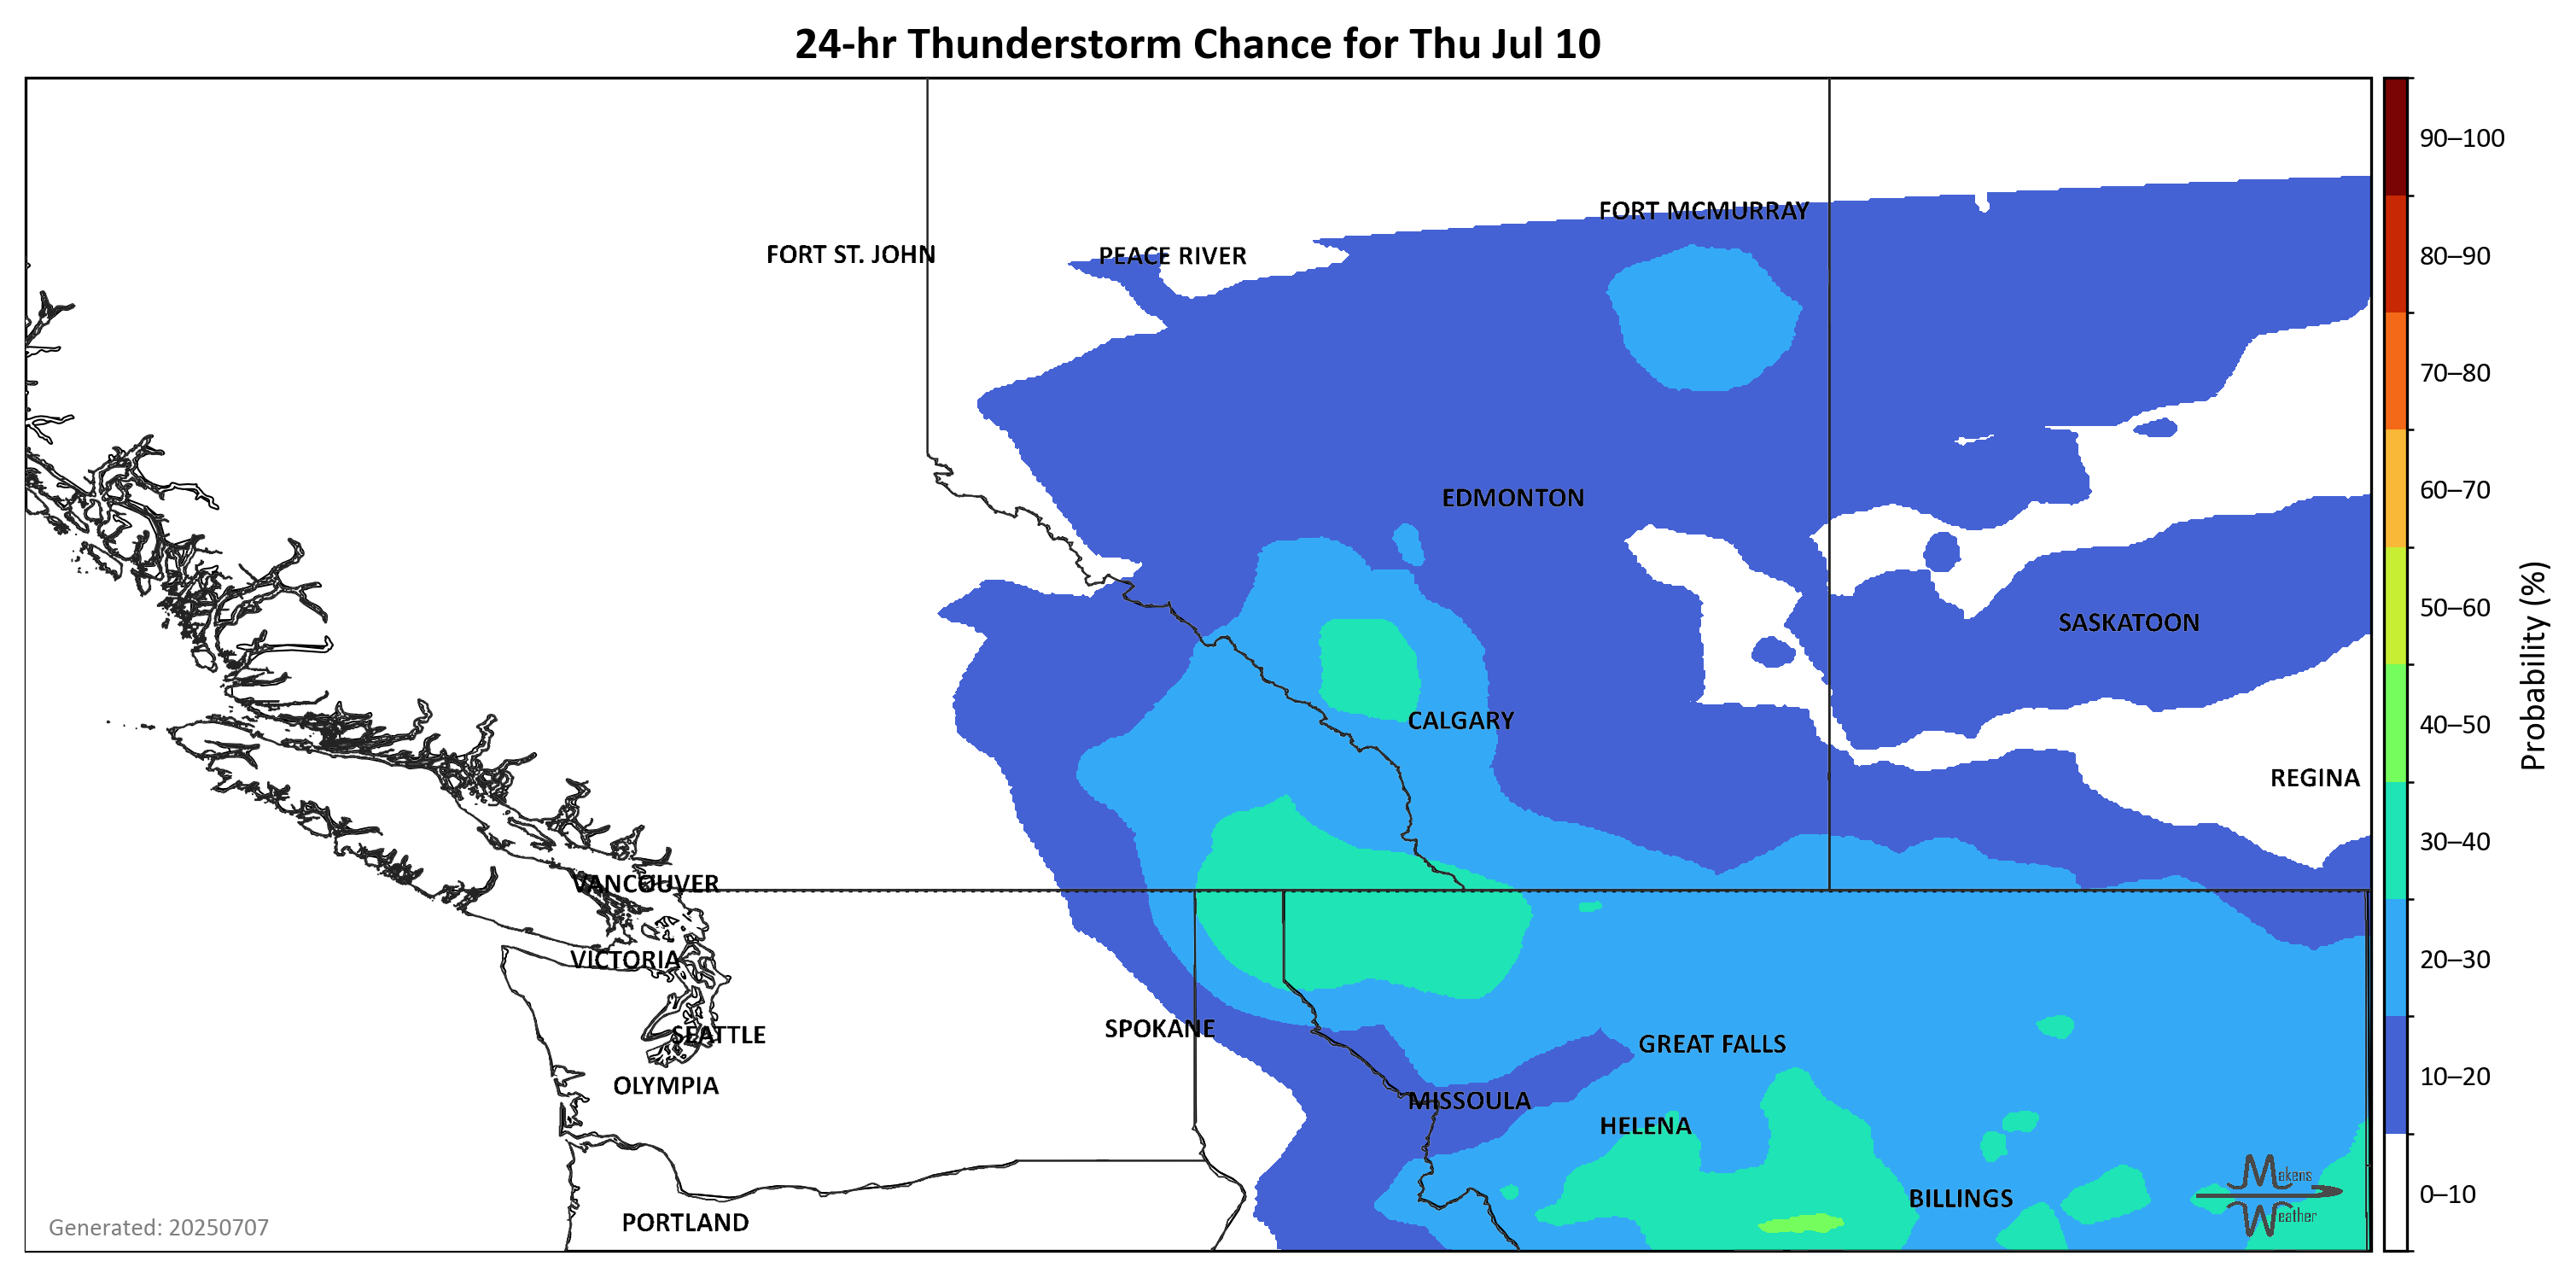 24-hr Thunderstorm Chance for Thu Jul 10
90–100
FORT MCMURRAY
FORT ST. JOHN
PEACE RIVER
80–90
70–80
EDMONTON
60–70
50–60
SASKATOON
Probability (%)
CALGARY
40–50
REGINA
30–40
VANCOUVER
VICTORIA
20–30
SPOKANE
SEATTLE
GREAT FALLS
OLYMPIA
10–20
MISSOULA
HELENA
Makens
Weather
BILLINGS
0–10
PORTLAND
Generated: 20250707